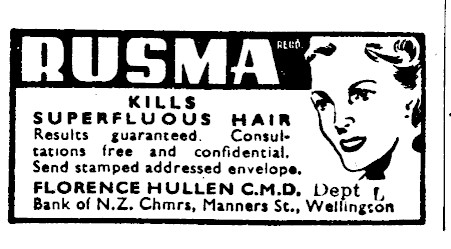 RUSMA REGD.
KILLS
SUPERFLUOUS HAIR
Results guaranteed. Consul-
tations free and confidential.
Send stamped addressed envelope.
FLORENCE HULLEN C.M.D. Dept
Bank of N.Z. Chmrs, Manners St., Wellington